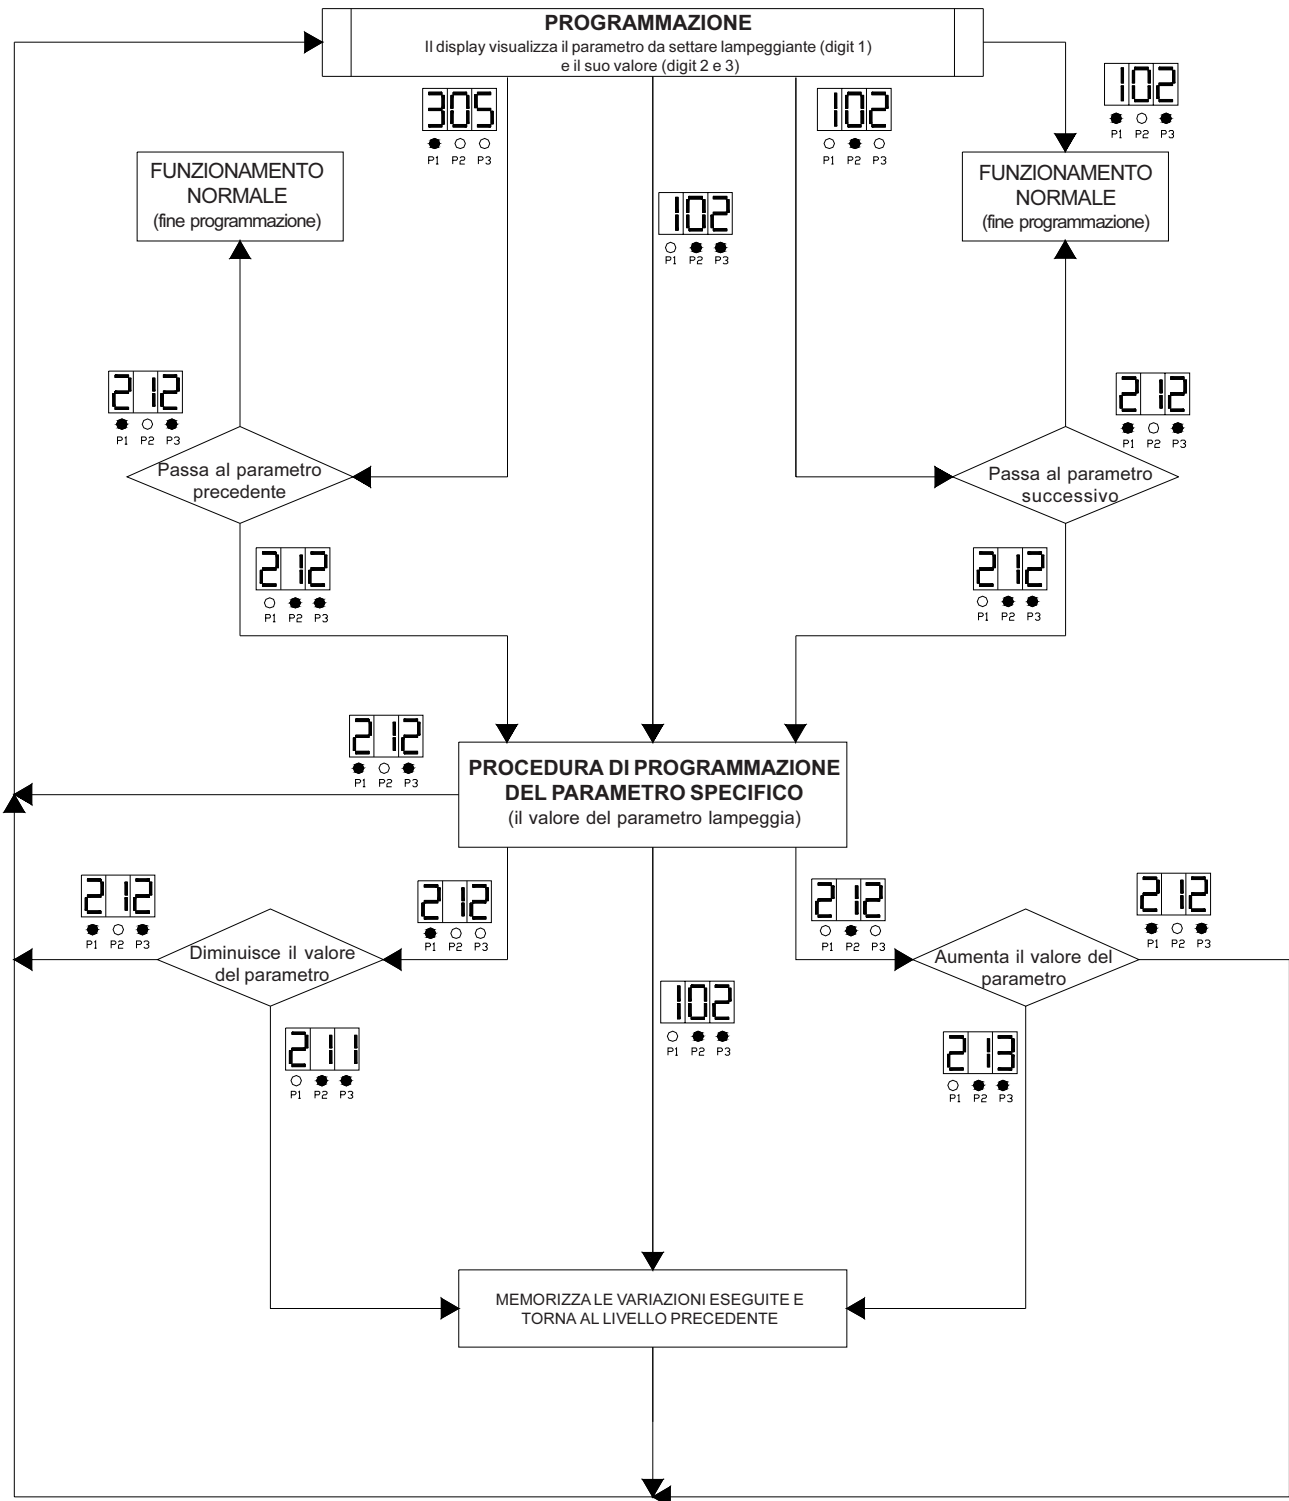 PROGRAMMAZIONE
Il display visualizza il parametro da settare lampeggiante (digit 1)
e il suo valore (digit 2 e 3)
305
P1 P2 P3
102
P1 P2 P3
102
P1 P2 P3
FUNZIONAMENTO
NORMALE
(fine programmazione)
102
P1 P2 P3
FUNZIONAMENTO
NORMALE
(fine programmazione)
212
P1 P2 P3
212
P1 P2 P3
Passa al parametro
precedente
Passa al parametro
successivo
212
P1 P2 P3
212
P1 P2 P3
212
P1 P2 P3
PROCEDURA DI PROGRAMMAZIONE
DEL PARAMETRO SPECIFICO
(il valore del parametro lampeggia)
212
P1 P2 P3
212
P1 P2 P3
212
P1 P2 P3
212
P1 P2 P3
Diminuisce il valore
del parametro
Aumenta il valore del
parametro
102
P1 P2 P3
211
P1 P2 P3
213
P1 P2 P3
MEMORIZZA LE VARIAZIONI ESEGUITE E
TORNA AL LIVELLO PRECEDENTE